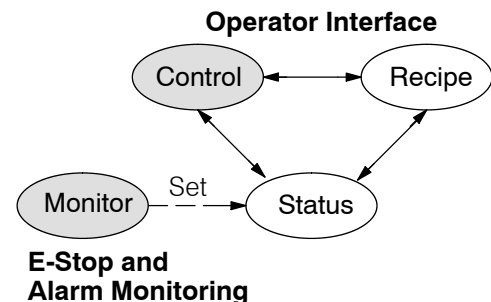 Operator Interface
Control
Recipe
Set
Monitor
Status
E-Stop and
Alarm Monitoring